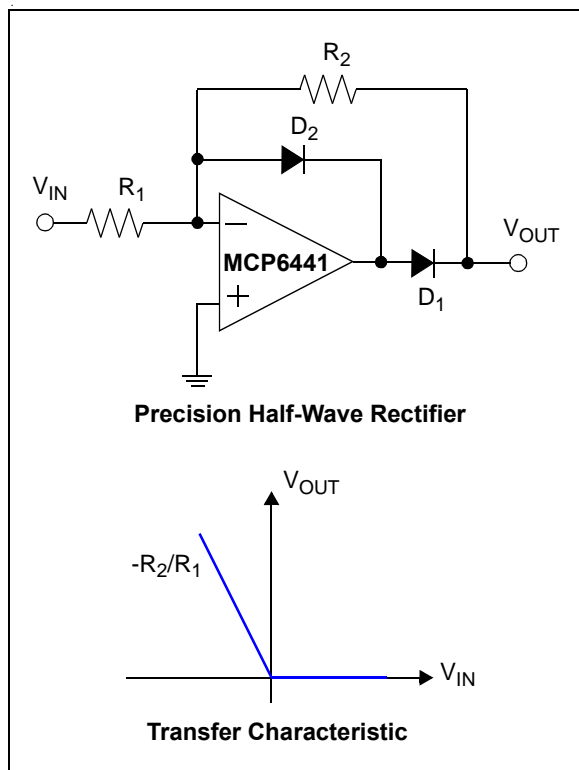 R2
D2
VIN
R1
−
MCP6441
+
VOUT
D1
Precision Half-Wave Rectifier
VOUT
-R2/R1
VIN
Transfer Characteristic